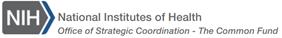 NIH National Institutes of Health
Office of Strategic Coordination - The Common Fund